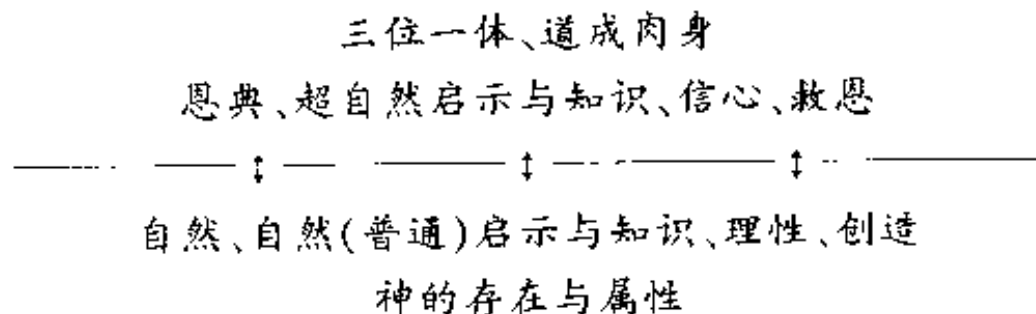 三位一体、道成肉身
恩典、超自然启示与知识、信心、救恩
自然、自然(普通)启示与知识、理性、创造
神的存在与属性